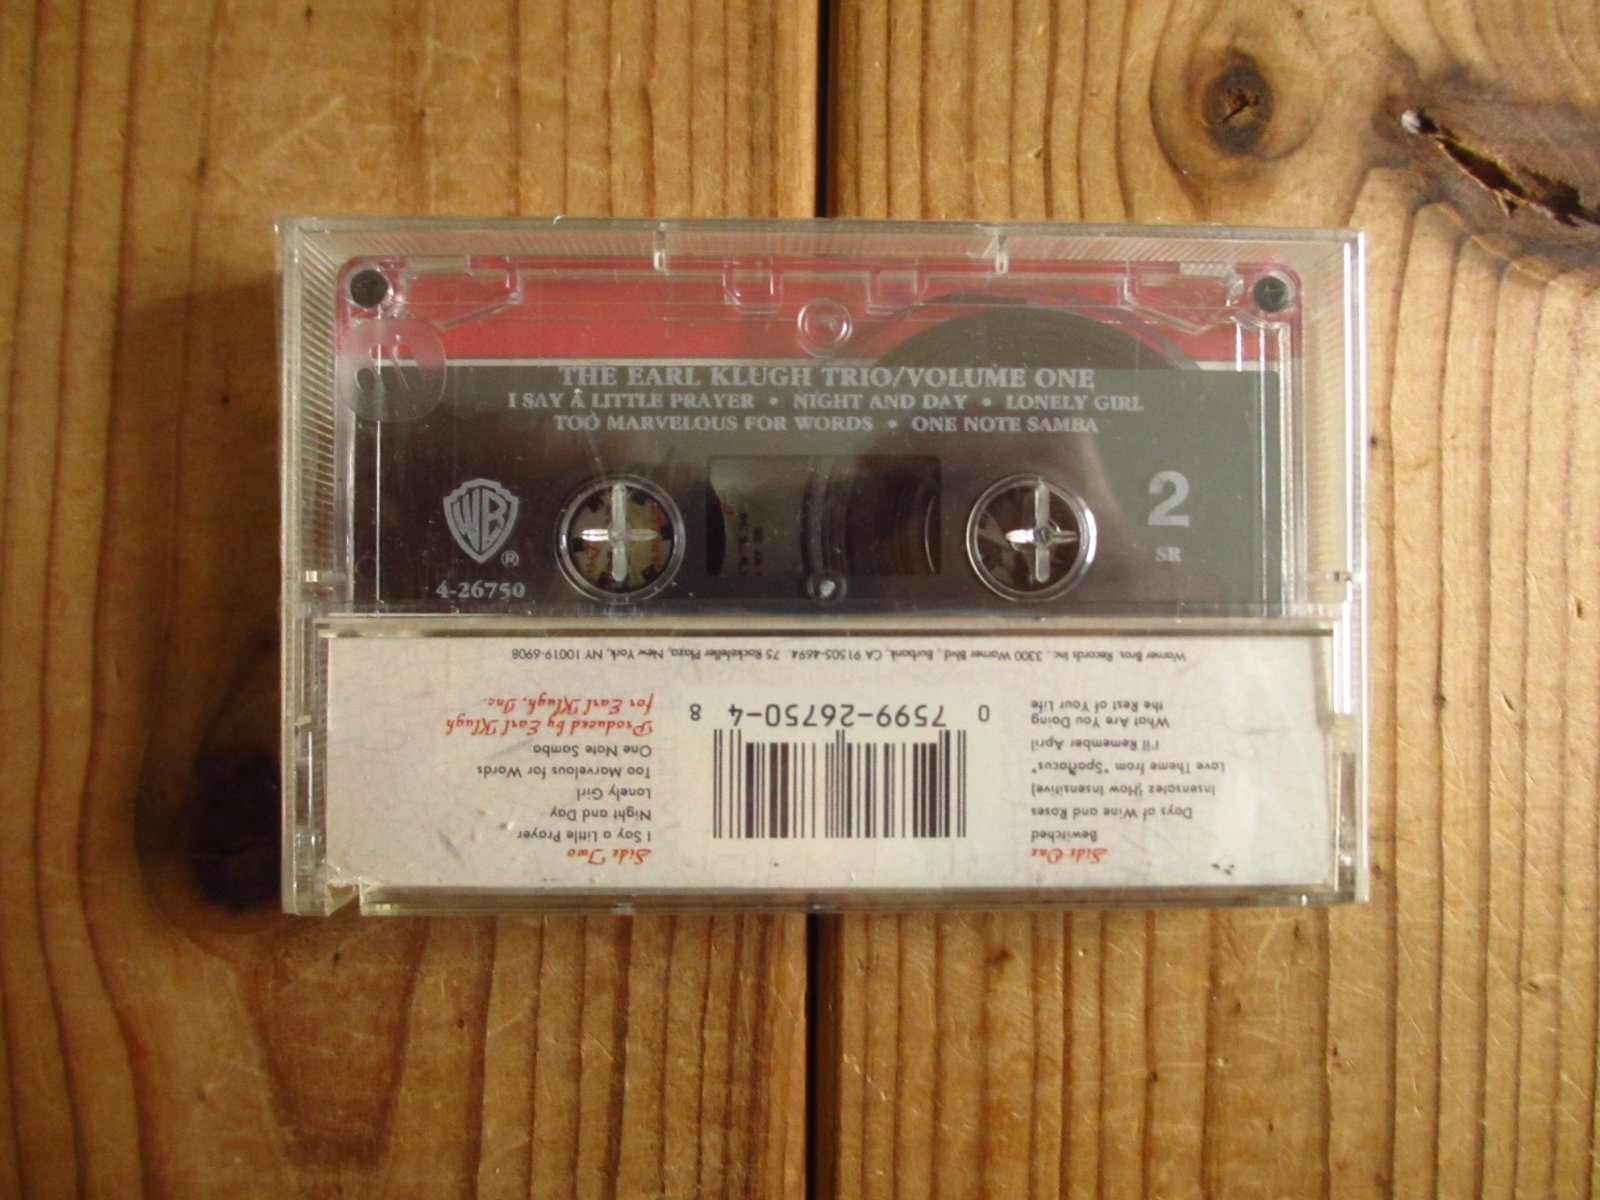 THE EARL KLUGH TRIO/VOLUME ONE
I SAY A LITTLE PRAYER • NIGHT AND DAY • LONELY GIRL
TOO MARVELOUS FOR WORDS • ONE NOTE SAMBA
WB
®
4-26750
2
SR
Side One
Bewitched
Days of Wine and Roses
Insensatez (How Insensitive)
Love Theme from "Spartacus"
I'll Remember April
What Are You Doing
the Rest of Your Life
0 7599-26750-4 8
Side Two
I Say a Little Prayer
Night and Day
Lonely Girl
Too Marvelous for Words
One Note Samba
Produced by Earl Klugh
for Earl Klugh, Inc.
Warner Bros. Records Inc., 3300 Warner Blvd., Burbank, CA 91505-4694 75 Rockefeller Plaza, New York, NY 10019-6908